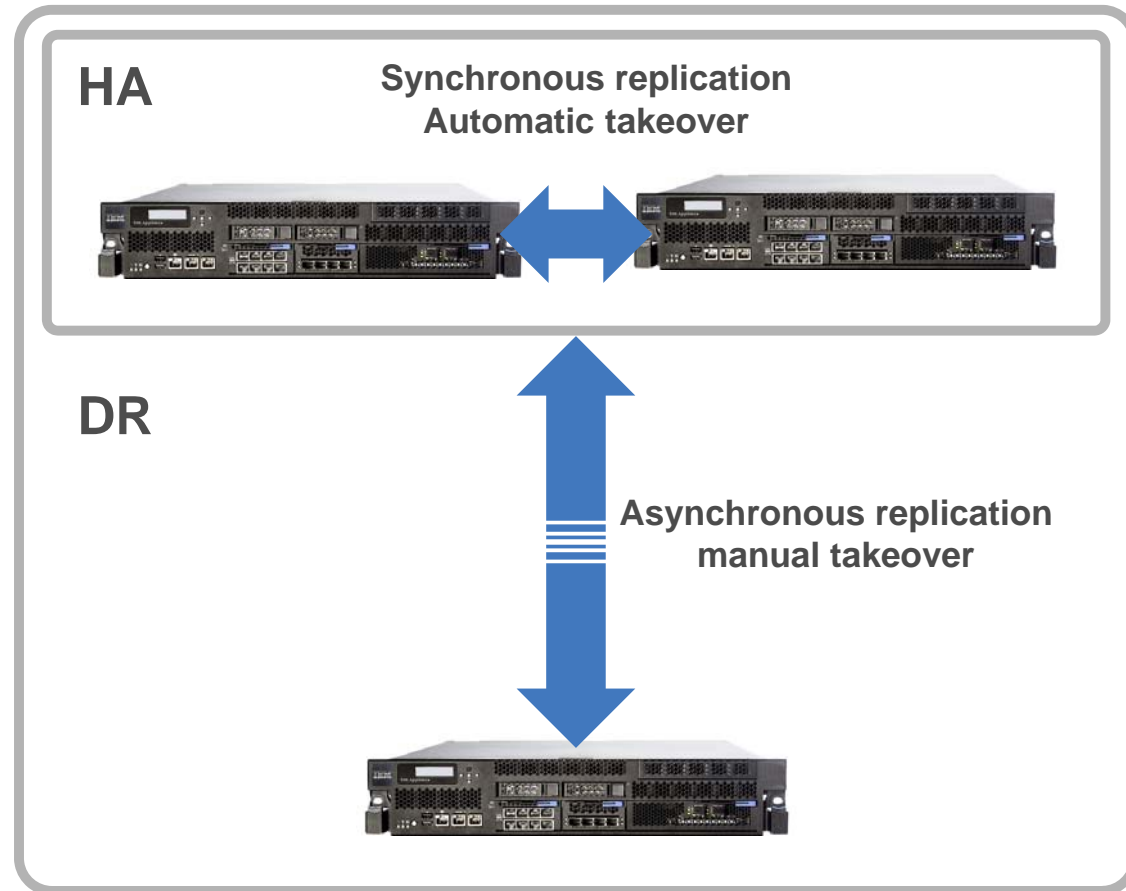 HA
Synchronous replication
Automatic takeover
DR
Asynchronous replication
manual takeover